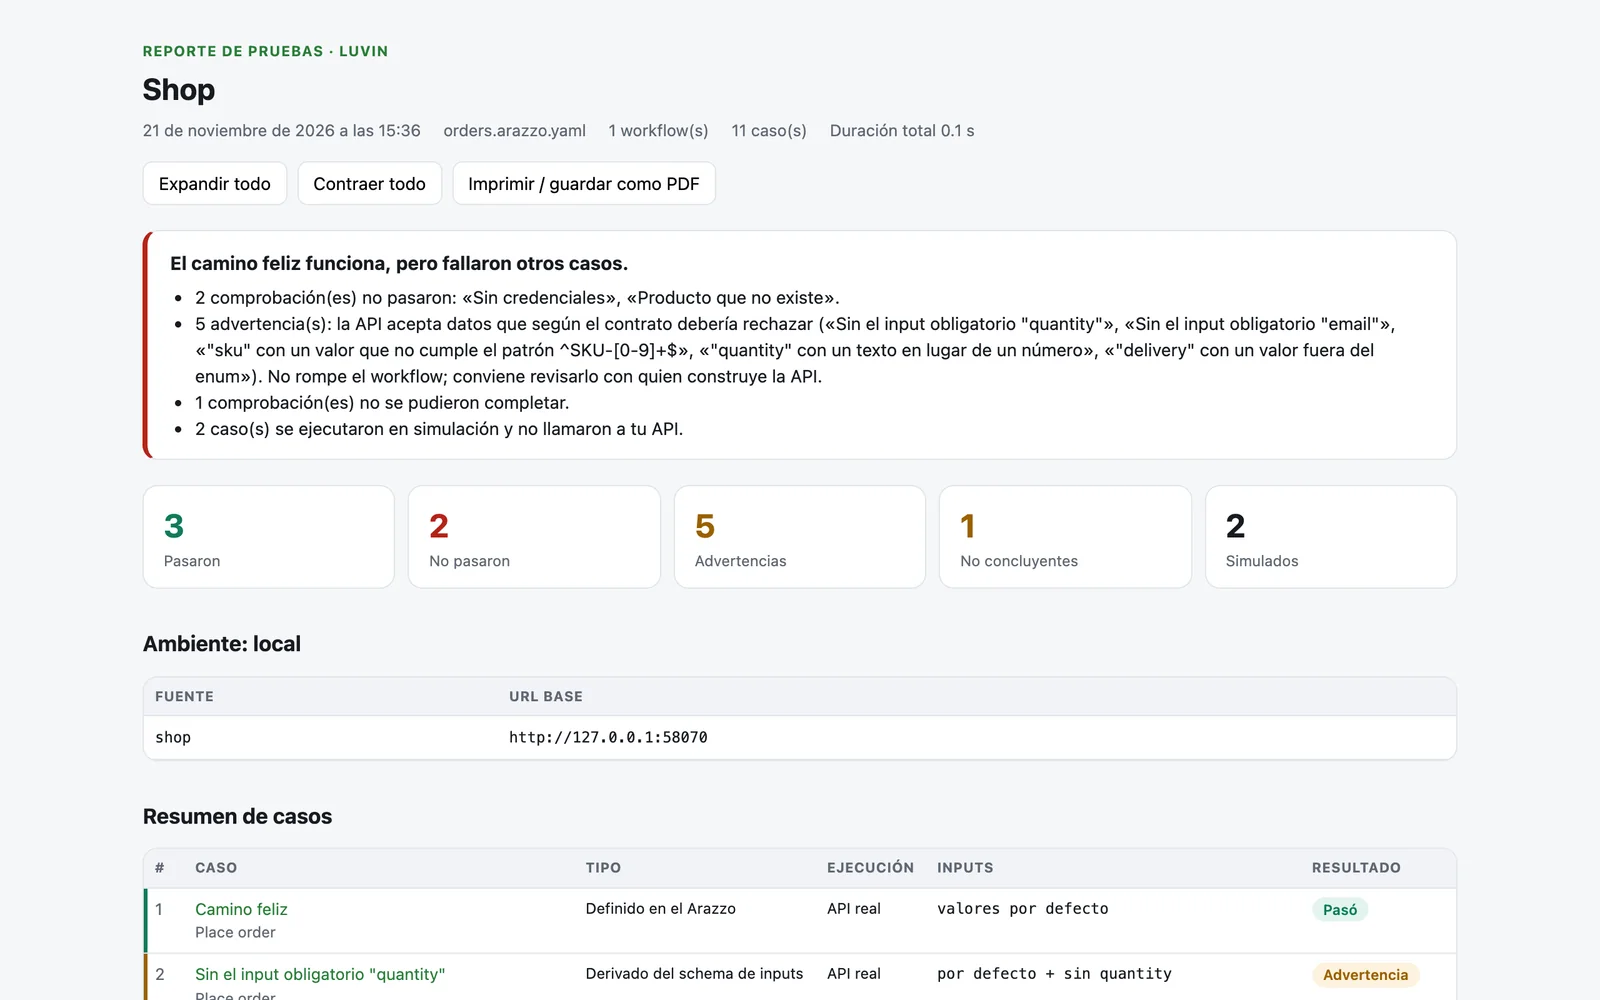 REPORTE DE PRUEBAS · LUVIN
Shop
21 de noviembre de 2026 a las 15:36 orders.arazzo.yaml 1 workflow(s) 11 caso(s) Duración total 0.1 s
Expandir todo Contraer todo Imprimir / guardar como PDF
El camino feliz funciona, pero fallaron otros casos.
• 2 comprobación(es) no pasaron: «Sin credenciales», «Producto que no existe».
• 5 advertencia(s): la API acepta datos que según el contrato debería rechazar («Sin el input obligatorio "quantity"», «Sin el input obligatorio "email"»,
«"sku" con un valor que no cumple el patrón ^SKU-[0-9]+$», «"quantity" con un texto en lugar de un número», «"delivery" con un valor fuera del
enum»). No rompe el workflow; conviene revisarlo con quien construye la API.
• 1 comprobación(es) no se pudieron completar.
• 2 caso(s) se ejecutaron en simulación y no llamaron a tu API.
3 2 5 1 2
Pasaron No pasaron Advertencias No concluyentes Simulados
Ambiente: local
FUENTE URL BASE
shop http://127.0.0.1:58070
Resumen de casos
# CASO TIPO EJECUCIÓN INPUTS RESULTADO
1 Camino feliz Definido en el Arazzo API real valores por defecto Pasó
Place order
2 Sin el input obligatorio "quantity" Derivado del schema de inputs API real por defecto + sin quantity Advertencia
Place order